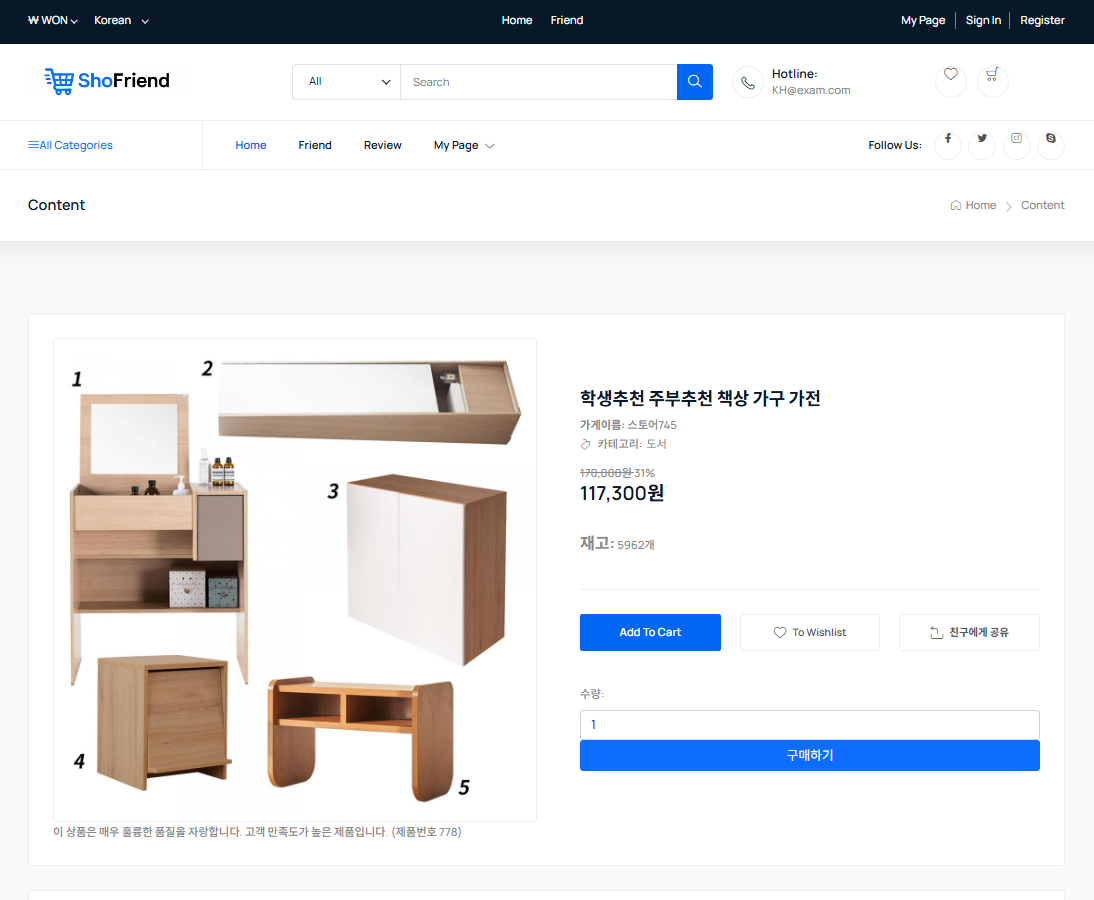 ₩ WON Korean Home Friend My Page Sign In Register
ShoFriend All Search Hotline:
KH@exam.com
All Categories Home Friend Review My Page Follow Us:
Content Home Content
1
2
3
4
5
이 상품은 매우 훌륭한 품질을 자랑합니다. 고객 만족도가 높은 제품입니다. (제품번호 778)
학생추천 주부추천 책상 가구 가전
가게이름: 스토어745
카테고리: 도서
170,000원 31%
117,300원
재고: 5962개
Add To Cart To Wishlist 친구에게 공유
수량:
1
구매하기